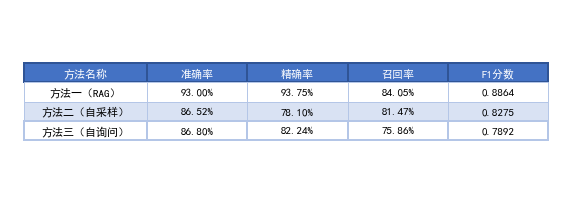 方法名称 准确率 精确率 召回率 F1分数
方法一（RAG） 93.00% 93.75% 84.05% 0.8864
方法二（自采样） 86.52% 78.10% 81.47% 0.8275
方法三（自询问） 86.80% 82.24% 75.86% 0.7892